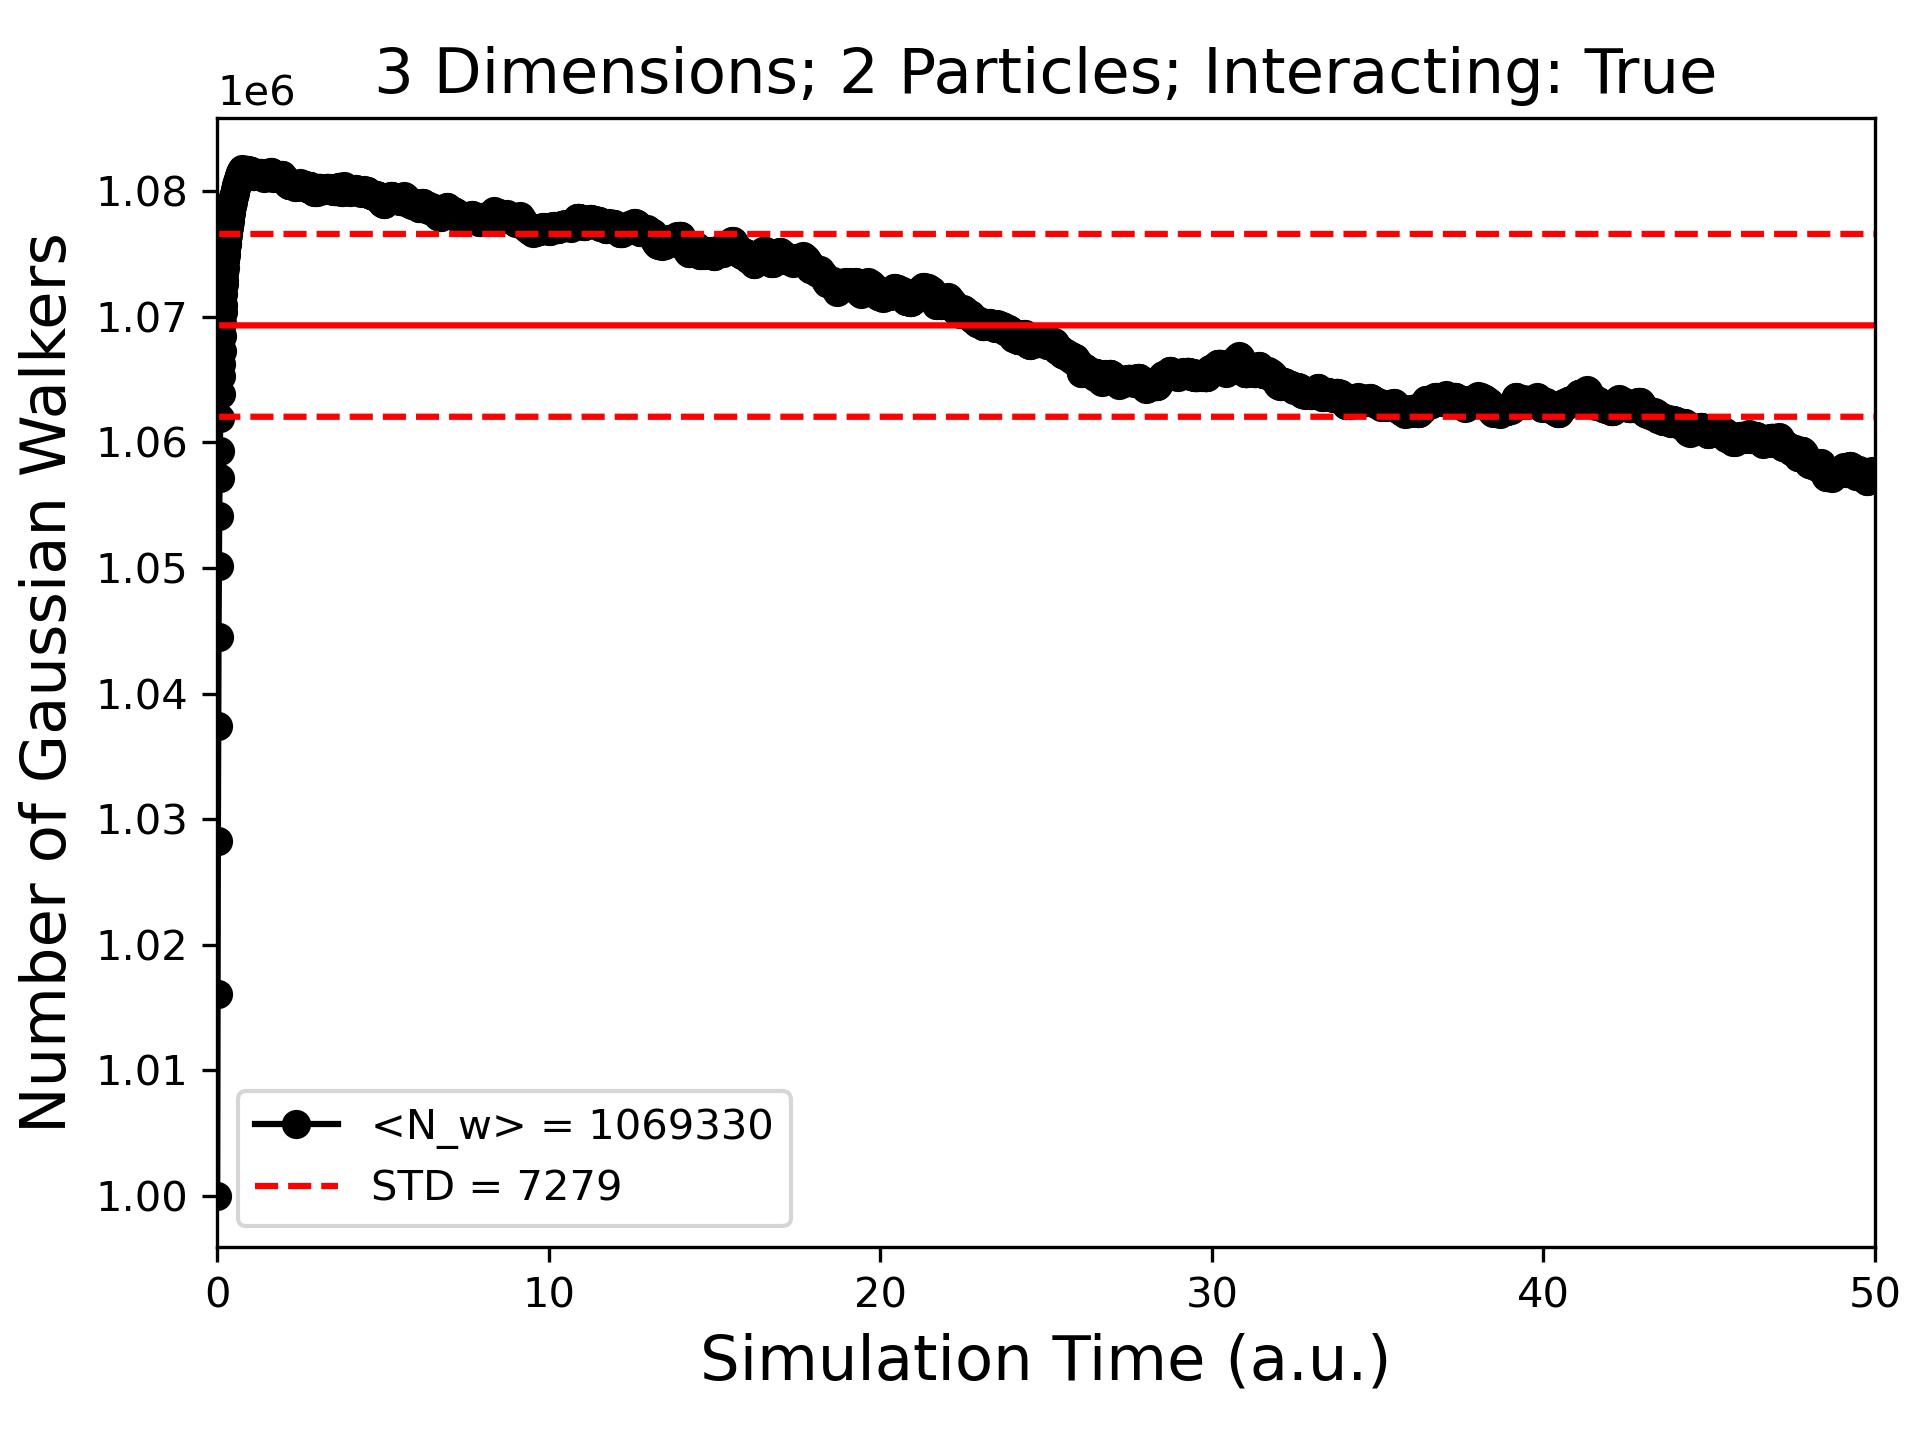 3 Dimensions; 2 Particles; Interacting: True
1e6
1.08
1.07
1.06
1.05
1.04
1.03
1.02
1.01
1.00
Number of Gaussian Walkers
<N_w> = 1069330
STD = 7279
0 10 20 30 40 50
Simulation Time (a.u.)